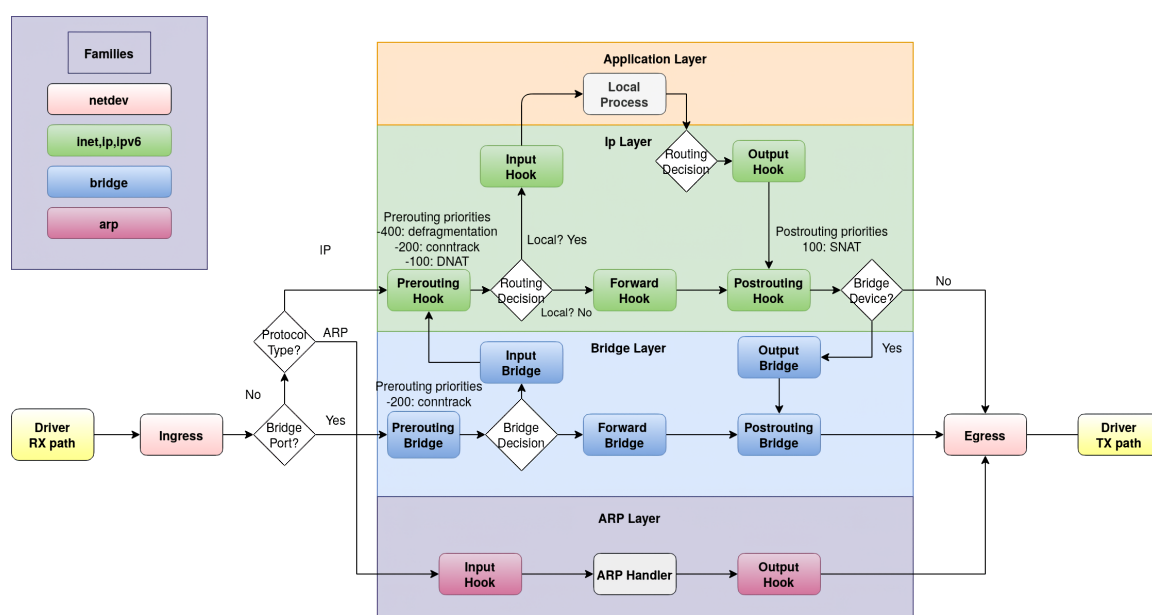 Families
netdev
inet,ip,ipv6
bridge
arp
Application Layer
Local
Process
Ip Layer
Routing
Decision
Output
Hook
Input
Hook
Prerouting priorities
-400: defragmentation
-200: conntrack
-100: DNAT
Local? Yes
Postrouting priorities
100: SNAT
IP
Prerouting
Hook
Routing
Decision
Local? No
Forward
Hook
Postrouting
Hook
Bridge
Device?
No
Yes
Protocol
Type?
ARP
Bridge Layer
Input
Bridge
Output
Bridge
Prerouting priorities
-200: conntrack
No
Driver
RX path
Ingress
Bridge
Port?
Yes
Prerouting
Bridge
Bridge
Decision
Forward
Bridge
Postrouting
Bridge
Egress
Driver
TX path
ARP Layer
Input
Hook
ARP Handler
Output
Hook